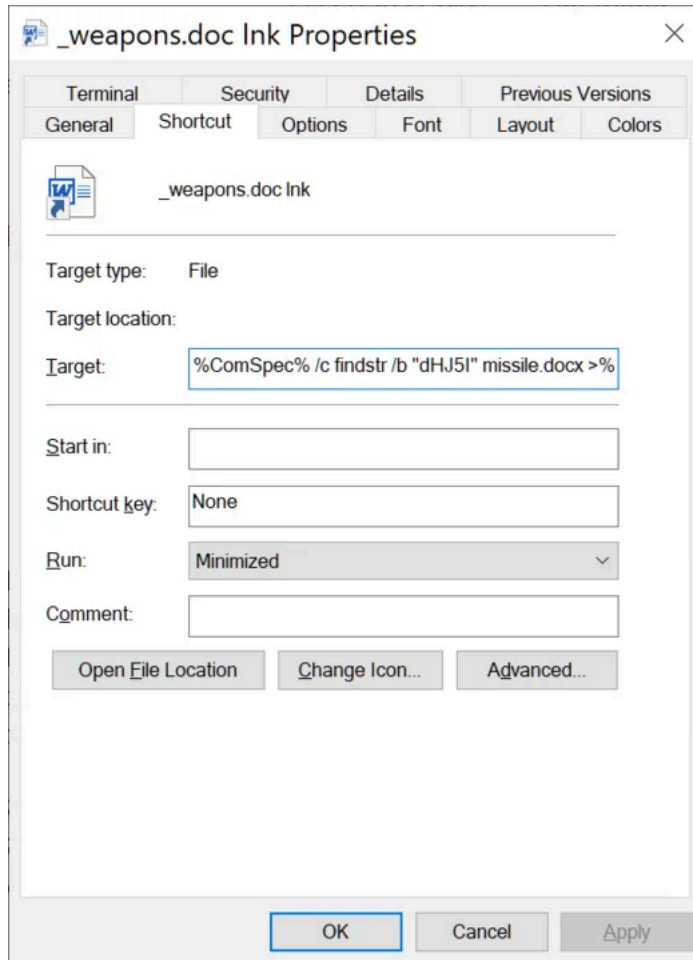 _weapons.doc lnk Properties
Terminal Security Details Previous Versions
General Shortcut Options Font Layout Colors
_weapons.doc lnk
Target type: File
Target location:
Target: %ComSpec% /c findstr /b "dHJ5I" missile.docx >%
Start in:
Shortcut key: None
Run: Minimized
Comment:
Open File Location Change Icon... Advanced...
OK Cancel Apply